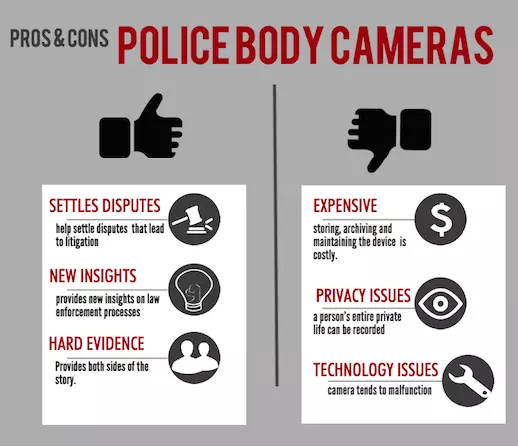 PROS & CONS POLICE BODY CAMERAS
SETTLES DISPUTES
help settle disputes that lead
to litigation
NEW INSIGHTS
provides new insights on law
enforcement processes
HARD EVIDENCE
Provides both sides of the
story.
EXPENSIVE
$
storing, archiving and
maintaining the device is
costly.
PRIVACY ISSUES
a person's entire private
life can be recorded
TECHNOLOGY ISSUES
camera tends to malfunction